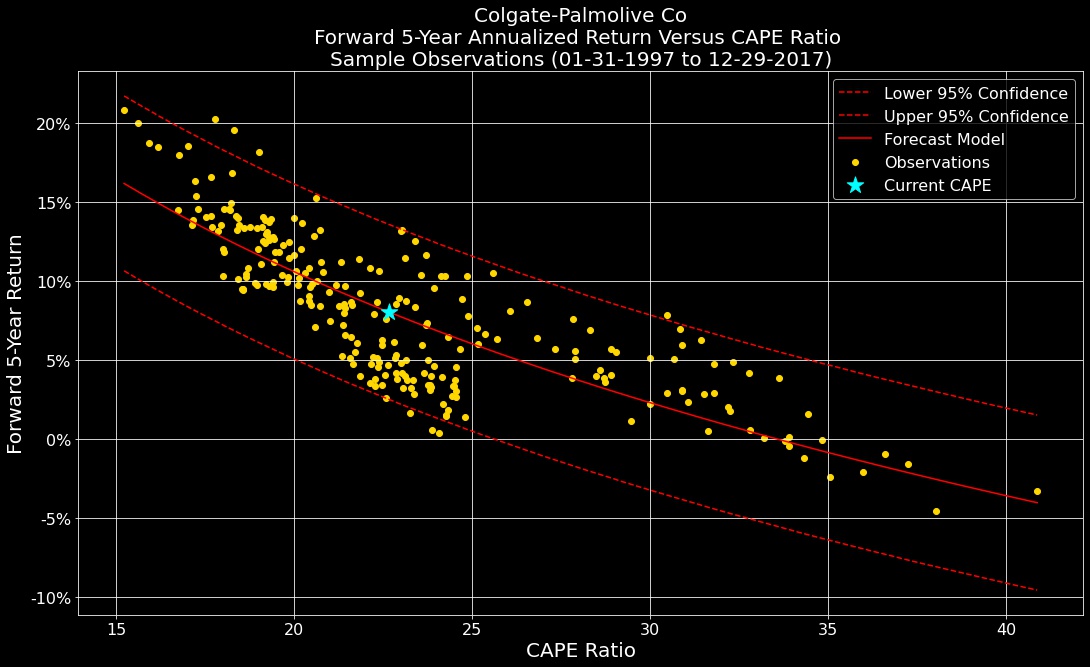 Colgate-Palmolive Co
Forward 5-Year Annualized Return Versus CAPE Ratio
Sample Observations (01-31-1997 to 12-29-2017)
Lower 95% Confidence
Upper 95% Confidence
Forecast Model
Observations
Current CAPE
Forward 5-Year Return
20%
15%
10%
5%
0%
-5%
-10%
15
20
25
30
35
40
CAPE Ratio